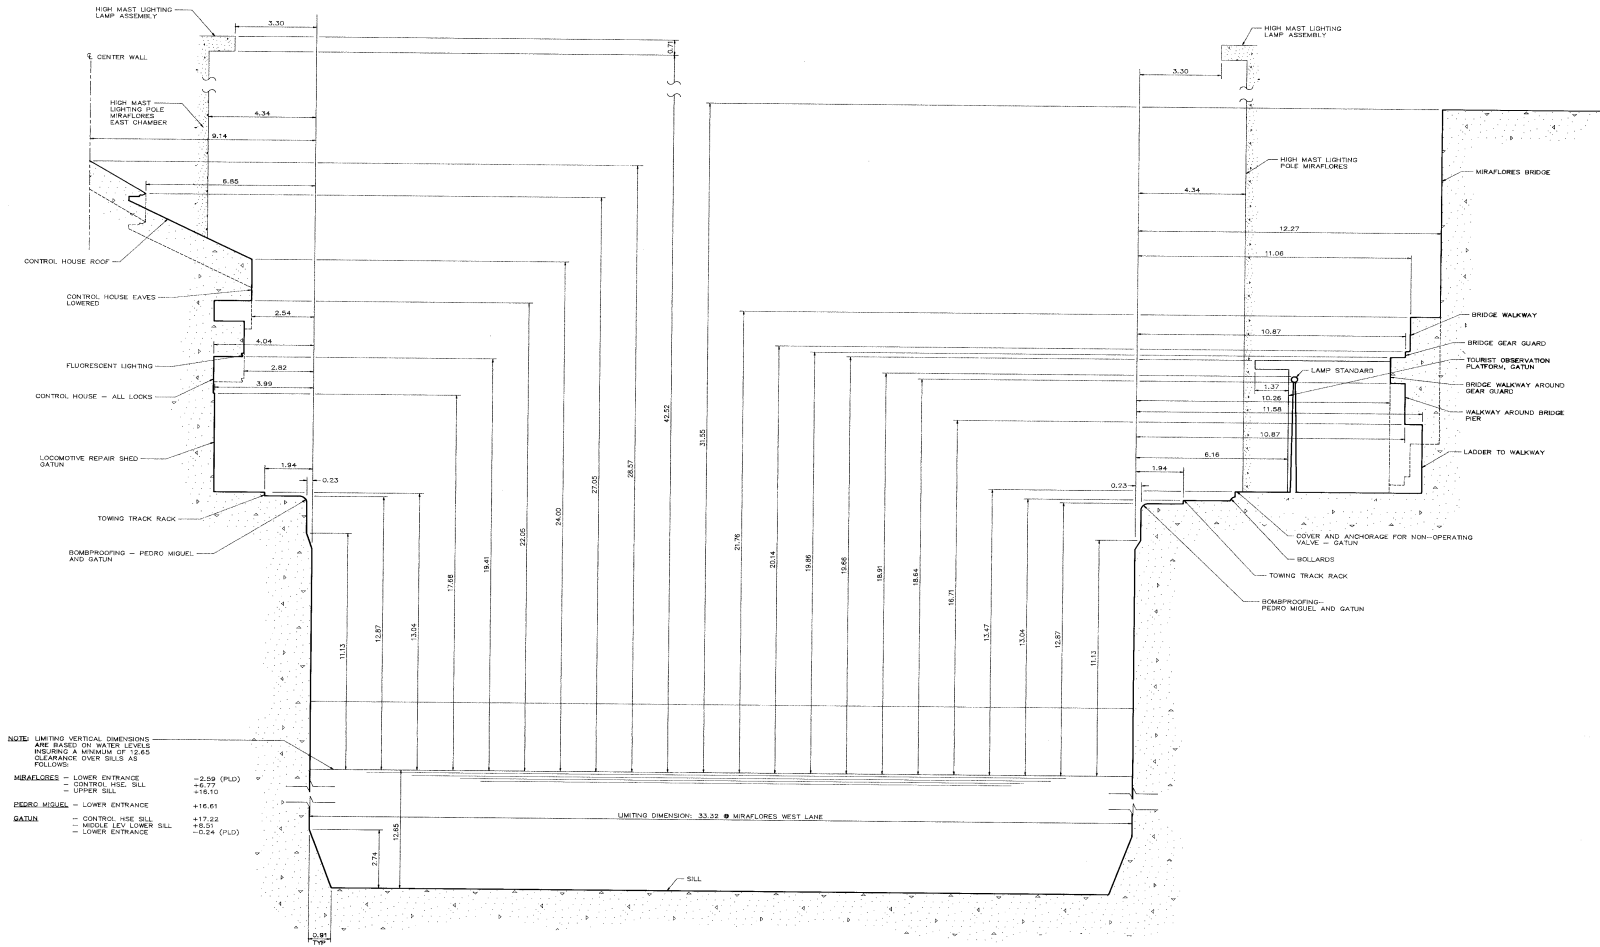 HIGH MAST LIGHTING
LAMP ASSEMBLY
3.30
℄ CENTER WALL
0.71
HIGH MAST
LIGHTING POLE
MIRAFLORES
EAST CHAMBER
4.34
9.14
6.85
CONTROL HOUSE ROOF
CONTROL HOUSE EAVES
LOWERED
2.54
4.04
FLUORESCENT LIGHTING
2.82
CONTROL HOUSE - ALL LOCKS
3.99
LOCOMOTIVE REPAIR SHED
GATUN
1.94
0.23
TOWING TRACK RACK
BOMBPROOFING - PEDRO MIGUEL
AND GATUN
11.13
12.87
13.04
17.68
19.41
22.05
24.00
27.05
28.57
42.52
31.55
21.76
20.14
19.86
19.66
18.91
18.64
16.71
13.47
13.04
12.87
11.13
HIGH MAST LIGHTING
LAMP ASSEMBLY
3.30
HIGH MAST LIGHTING
POLE MIRAFLORES
MIRAFLORES BRIDGE
4.34
12.27
11.06
BRIDGE WALKWAY
10.87
BRIDGE GEAR GUARD
TOURIST OBSERVATION
PLATFORM, GATUN
LAMP STANDARD
1.37
BRIDGE WALKWAY AROUND
GEAR GUARD
10.26
11.58
WALKWAY AROUND BRIDGE
PIER
10.87
6.16
LADDER TO WALKWAY
1.94
0.23
COVER AND ANCHORAGE FOR NON-OPERATING
VALVE - GATUN
BOLLARDS
TOWING TRACK RACK
BOMBPROOFING-
PEDRO MIGUEL AND GATUN
NOTE: LIMITING VERTICAL DIMENSIONS
ARE BASED ON WATER LEVELS
INSURING A MINIMUM OF 12.65
CLEARANCE OVER SILLS AS
FOLLOWS:
MIRAFLORES - LOWER ENTRANCE -2.59 (PLD)
- CONTROL HSE. SILL +6.77
- UPPER SILL +16.10
PEDRO MIGUEL - LOWER ENTRANCE +16.61
GATUN - CONTROL HSE SILL +17.22
- MIDDLE LEV LOWER SILL +8.51
- LOWER ENTRANCE -0.24 (PLD)
LIMITING DIMENSION: 33.32 @ MIRAFLORES WEST LANE
12.65
2.74
SILL
0.91
TYP